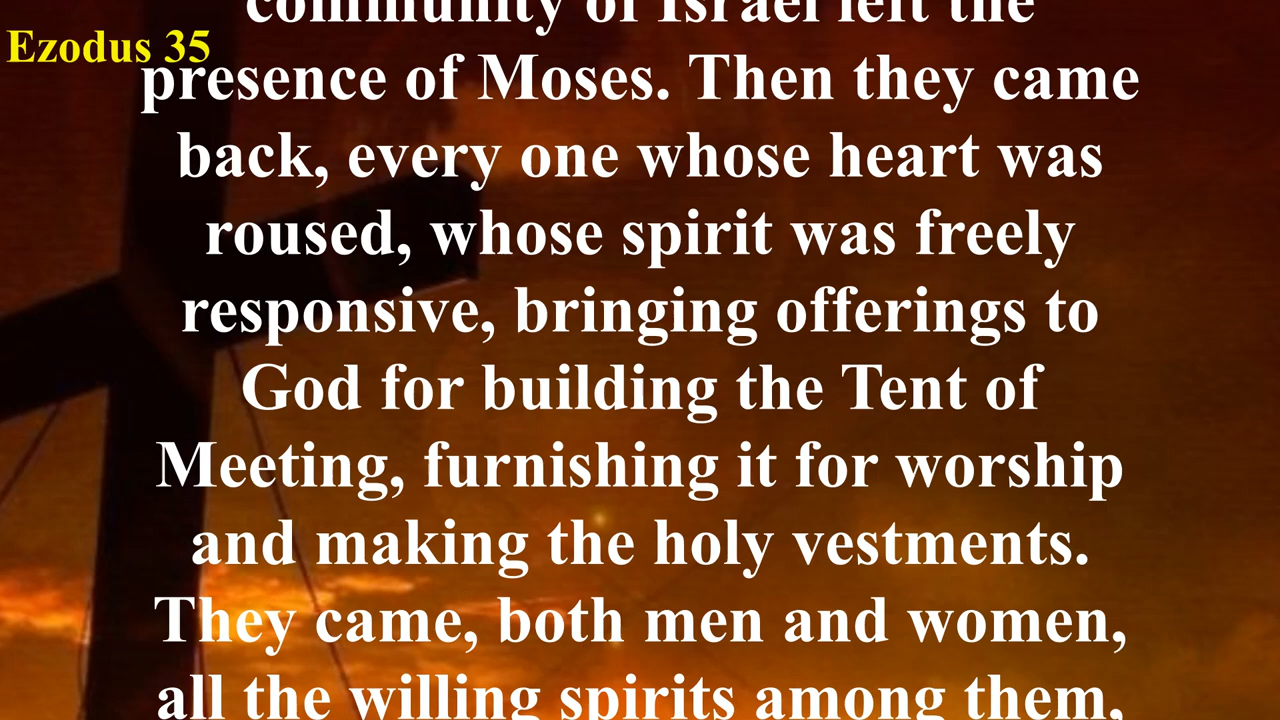 community of Israel left the
Ezodus 35
presence of Moses. Then they came
back, every one whose heart was
roused, whose spirit was freely
responsive, bringing offerings to
God for building the Tent of
Meeting, furnishing it for worship
and making the holy vestments.
They came, both men and women,
all the willing spirits among them,